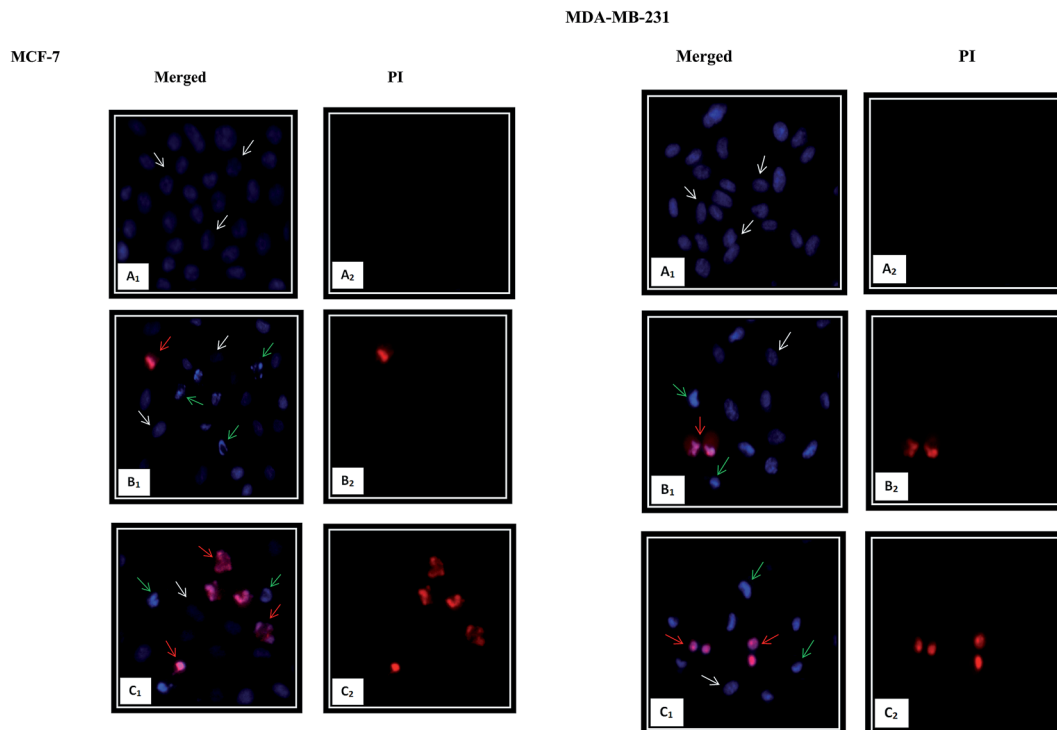 MDA-MB-231
MCF-7
Merged PI
Merged PI
A₁ A₂
A₁ A₂
B₁ B₂
B₁ B₂
C₁ C₂
C₁ C₂